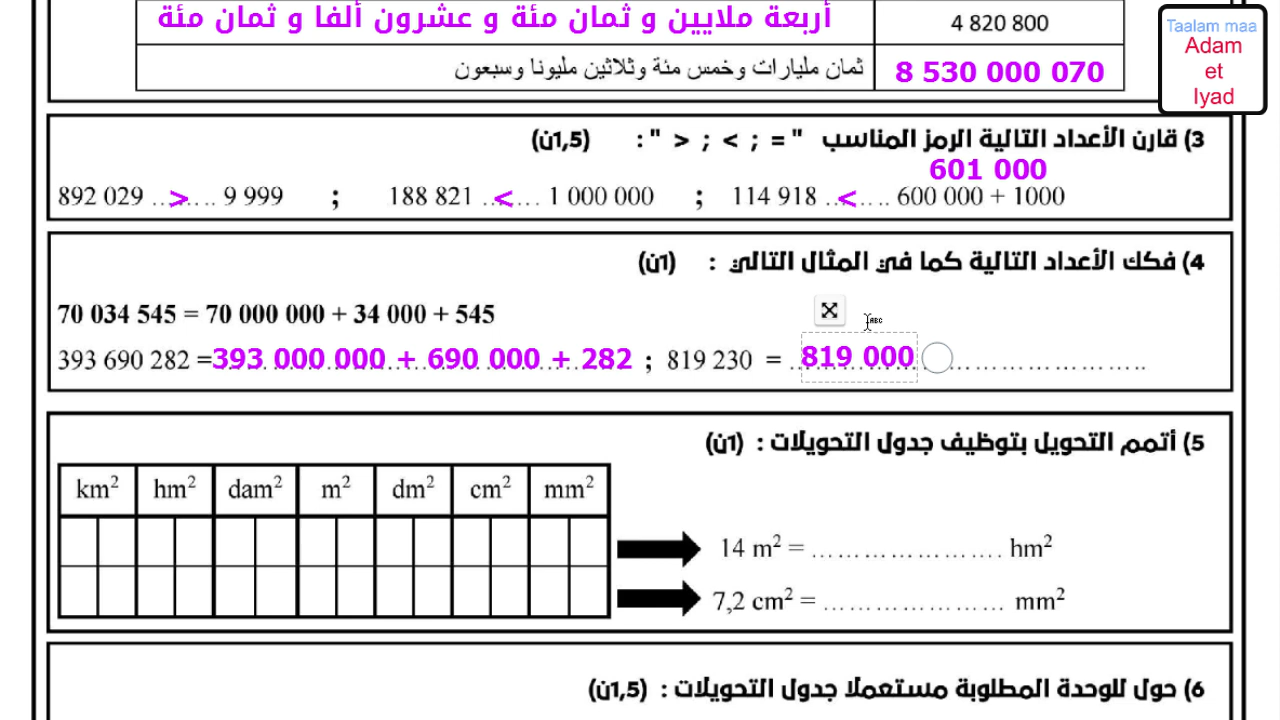 أربعة ملايين و ثمان مئة و عشرون ألفا و ثمان مئة 4 820 800
ثمان مليارات وخمس مئة وثلاثين مليونا وسبعون 8 530 000 070
Taalam maa
Adam
et
Iyad
3) قارن الأعداد التالية الرمز المناسب " = ; > ; < " : (1,5ن)
601 000
892 029 ..>..... 9 999 ; 188 821 ..<.... 1 000 000 ; 114 918 ..<..... 600 000 + 1000
4) فكك الأعداد التالية كما في المثال التالي : (1ن)
70 034 545 = 70 000 000 + 34 000 + 545
393 690 282 =393 000 000 + 690 000 + 282 ; 819 230 = ..819 000 ...........................
5) أتمم التحويل بتوظيف جدول التحويلات : (1ن)
km² hm² dam² m² dm² cm² mm²
14 m² = ...................... hm²
7,2 cm² = .................... mm²
6) حول للوحدة المطلوبة مستعملا جدول التحويلات : (1,5ن)